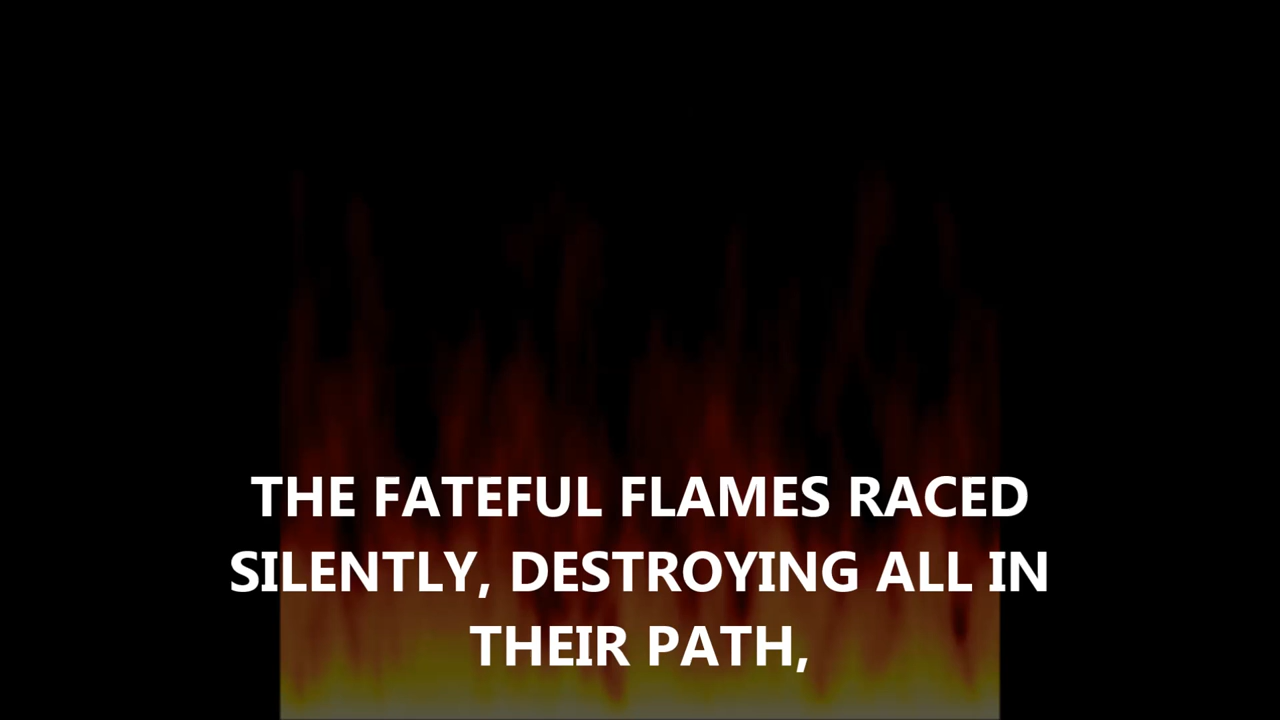 THE FATEFUL FLAMES RACED
SILENTLY, DESTROYING ALL IN
THEIR PATH,